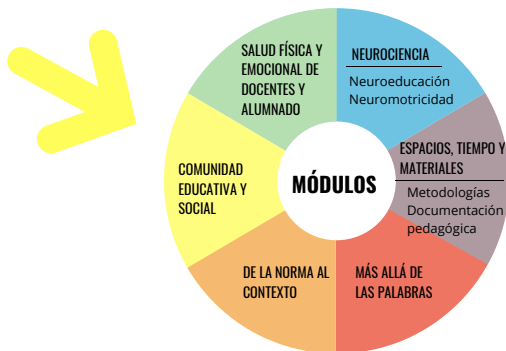 SALUD FÍSICA Y
EMOCIONAL DE
DOCENTES Y
ALUMNADO
NEUROCIENCIA
Neuroeducación
Neuromotricidad
ESPACIOS, TIEMPO Y
MATERIALES
Metodologías
Documentación
pedagógica
MÓDULOS
COMUNIDAD
EDUCATIVA Y
SOCIAL
DE LA NORMA AL
CONTEXTO
MÁS ALLÁ DE
LAS PALABRAS